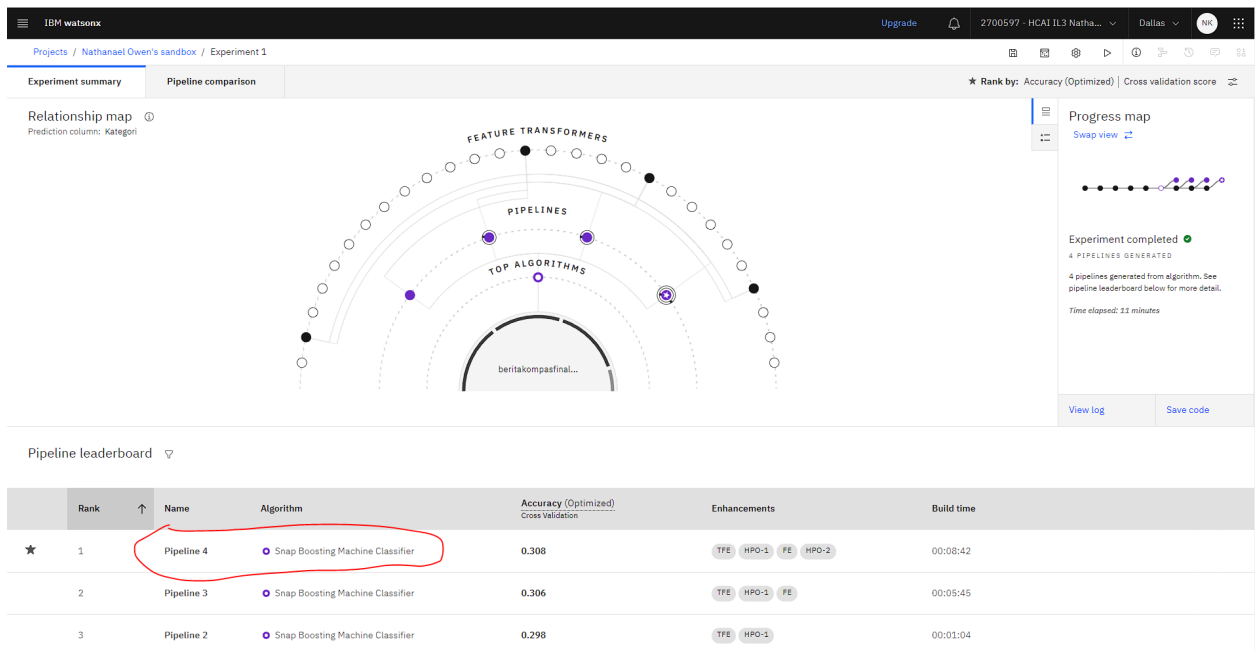 IBM watsonx
Upgrade
2700597 - HCAI IL3 Natha...
Dallas
NK
Projects / Nathanael Owen's sandbox / Experiment 1
Experiment summary
Pipeline comparison
Rank by: Accuracy (Optimized) | Cross validation score
Relationship map
Prediction column: Kategori
FEATURE TRANSFORMERS
PIPELINES
TOP ALGORITHMS
beritakompasfinal...
Progress map
Swap view
Experiment completed
4 PIPELINES GENERATED
4 pipelines generated from algorithm. See
pipeline leaderboard below for more detail.
Time elapsed: 11 minutes
View log
Save code
Pipeline leaderboard
Rank Name Algorithm Accuracy (Optimized) Enhancements Build time
Cross Validation
1 Pipeline 4 Snap Boosting Machine Classifier 0.308 TFE HPO-1 FE HPO-2 00:08:42
2 Pipeline 3 Snap Boosting Machine Classifier 0.306 TFE HPO-1 FE 00:05:45
3 Pipeline 2 Snap Boosting Machine Classifier 0.298 TFE HPO-1 00:01:04